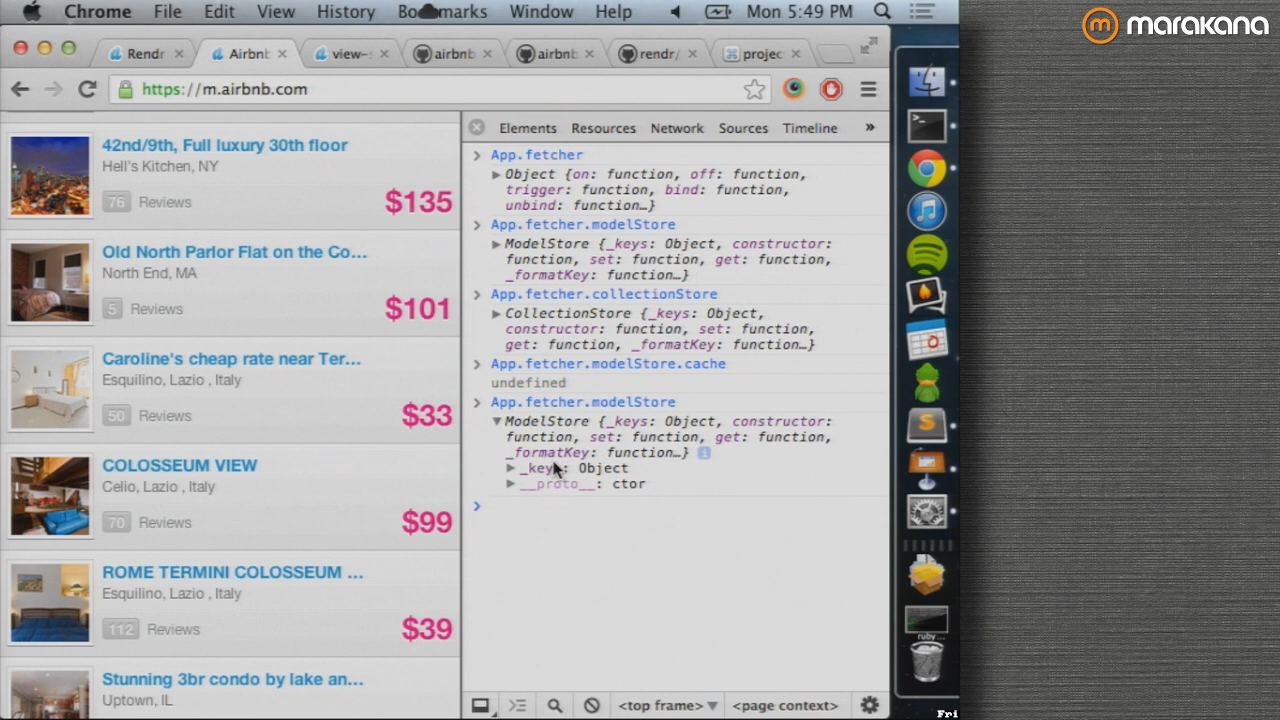 Chrome File Edit View History Bookmarks Window Help Mon 5:49 PM
marakana
Rendr Airbnb view-s airbnb airbnb rendr/ projec
https://m.airbnb.com
Elements Resources Network Sources Timeline »
42nd/9th, Full luxury 30th floor
Hell's Kitchen, NY
76 Reviews $135
Old North Parlor Flat on the Co...
North End, MA
5 Reviews $101
Caroline's cheap rate near Ter...
Esquilino, Lazio , Italy
50 Reviews $33
COLOSSEUM VIEW
Celio, Lazio , Italy
70 Reviews $99
ROME TERMINI COLOSSEUM ...
Esquilino, Lazio , Italy
112 Reviews $39
Stunning 3br condo by lake an...
Uptown, IL
App.fetcher
Object {on: function, off: function,
trigger: function, bind: function,
unbind: function…}
App.fetcher.modelStore
ModelStore {_keys: Object, constructor:
function, set: function, get: function,
_formatKey: function…}
App.fetcher.collectionStore
CollectionStore {_keys: Object,
constructor: function, set: function,
get: function, _formatKey: function…}
App.fetcher.modelStore.cache
undefined
App.fetcher.modelStore
ModelStore {_keys: Object, constructor:
function, set: function, get: function,
_formatKey: function…} i
_keys: Object
__proto__: ctor
<top frame> <page context>
ruby...
Fri